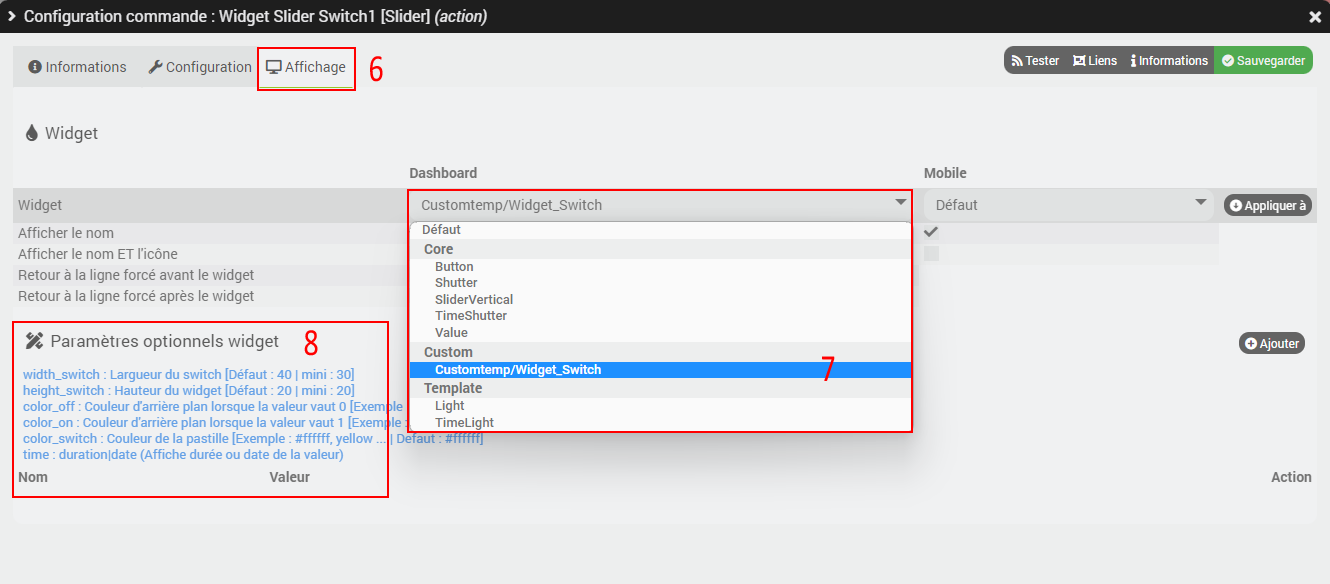 Configuration commande : Widget Slider Switch1 [Slider] (action)
Informations
Configuration
Affichage
6
Tester
Liens
Informations
Sauvegarder
Widget
Dashboard
Mobile
Widget
Customtemp/Widget_Switch
Défaut
Appliquer à
Afficher le nom
Afficher le nom ET l'icône
Retour à la ligne forcé avant le widget
Retour à la ligne forcé après le widget
Défaut
Core
Button
Shutter
SliderVertical
TimeShutter
Value
Custom
Customtemp/Widget_Switch
7
Template
Light
TimeLight
Paramètres optionnels widget
8
Ajouter
width_switch : Largueur du switch [Défaut : 40 | mini : 30]
height_switch : Hauteur du widget [Défaut : 20 | mini : 20]
color_off : Couleur d'arrière plan lorsque la valeur vaut 0 [Exemple
color_on : Couleur d'arrière plan lorsque la valeur vaut 1 [Exemple :
color_switch : Couleur de la pastille [Exemple : #ffffff, yellow ... | Defaut : #ffffff]
time : duration|date (Affiche durée ou date de la valeur)
Nom
Valeur
Action